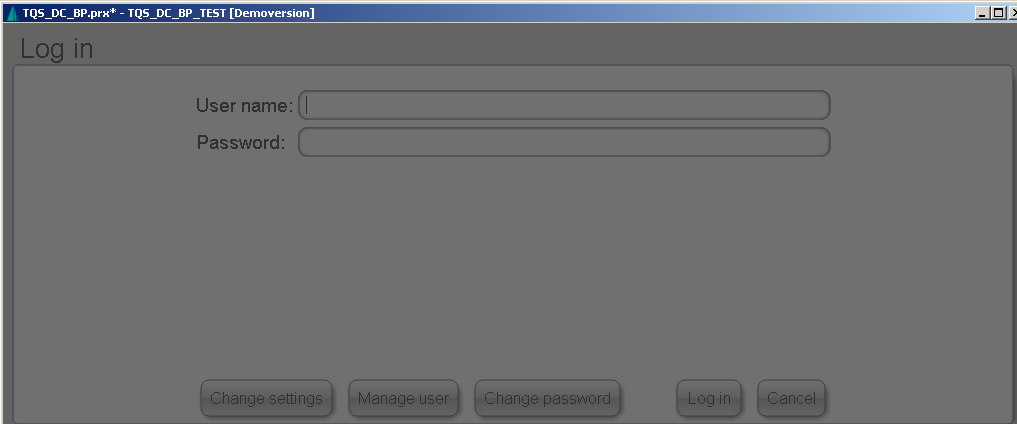 TQS_DC_BP.prx* - TQS_DC_BP_TEST [Demoversion]
Log in
User name:
Password:
Change settings Manage user Change password Log in Cancel